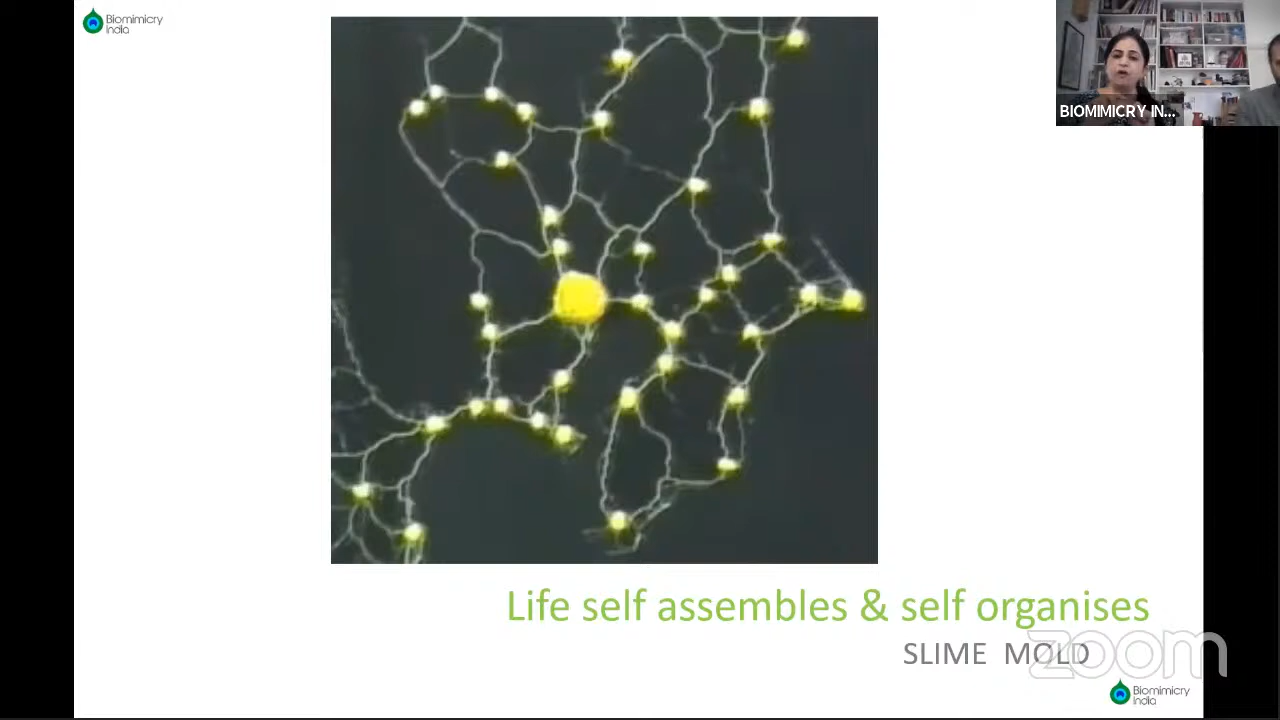 Biomimicry
India
BIOMIMICRY IN...
Life self assembles & self organises
SLIME MOLD
zoom
Biomimicry
India